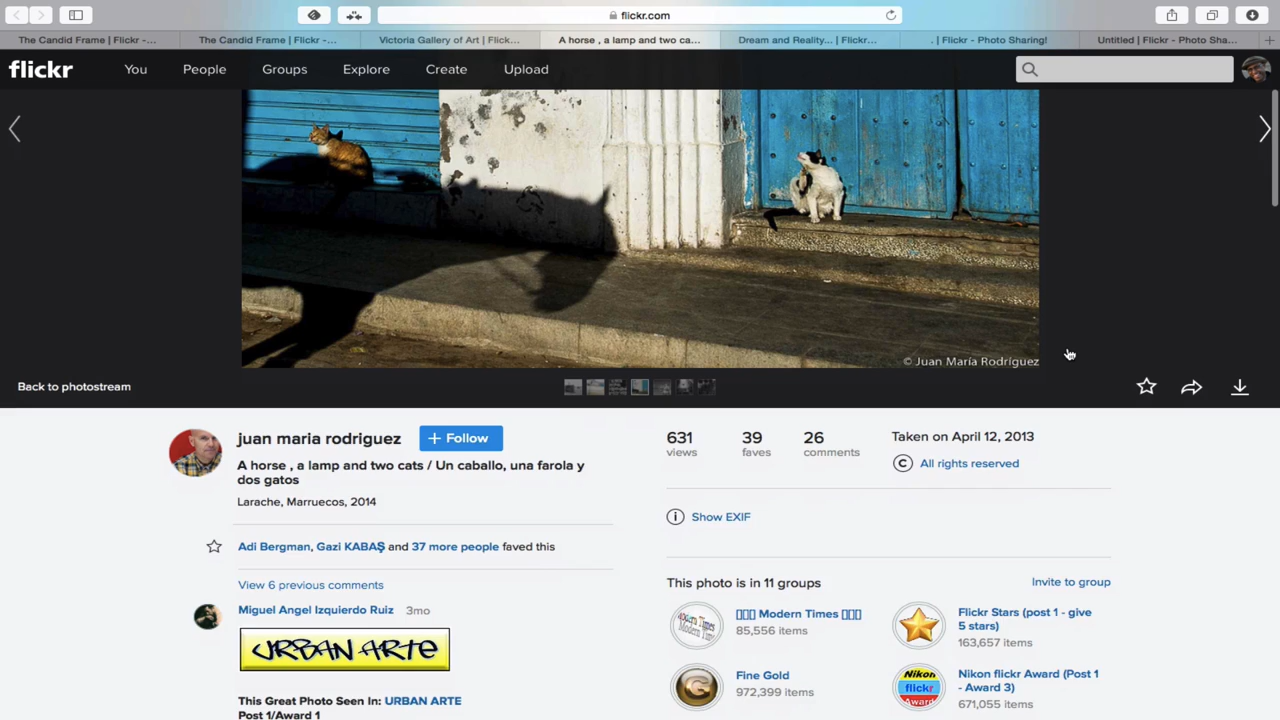 flickr.com
The Candid Frame | Flickr -...
The Candid Frame | Flickr -...
Victoria Gallery of Art | Flick...
A horse , a lamp and two ca...
Dream and Reality... | Flickr...
. | Flickr - Photo Sharing!
Untitled | Flickr - Photo Sha...
flickr
You
People
Groups
Explore
Create
Upload
© Juan María Rodríguez
Back to photostream
juan maria rodriguez
+ Follow
A horse , a lamp and two cats / Un caballo, una farola y
dos gatos
Larache, Marruecos, 2014
Adi Bergman, Gazi KABAŞ and 37 more people faved this
View 6 previous comments
Miguel Angel Izquierdo Ruiz 3mo
URBAN ARTE
This Great Photo Seen In: URBAN ARTE
Post 1/Award 1
631
views
39
faves
26
comments
Taken on April 12, 2013
All rights reserved
Show EXIF
This photo is in 11 groups
Invite to group
Modern Times
85,556 items
Flickr Stars (post 1 - give
5 stars)
163,657 items
Fine Gold
972,399 items
Nikon
flickr
Award
Nikon flickr Award (Post 1
- Award 3)
671,055 items